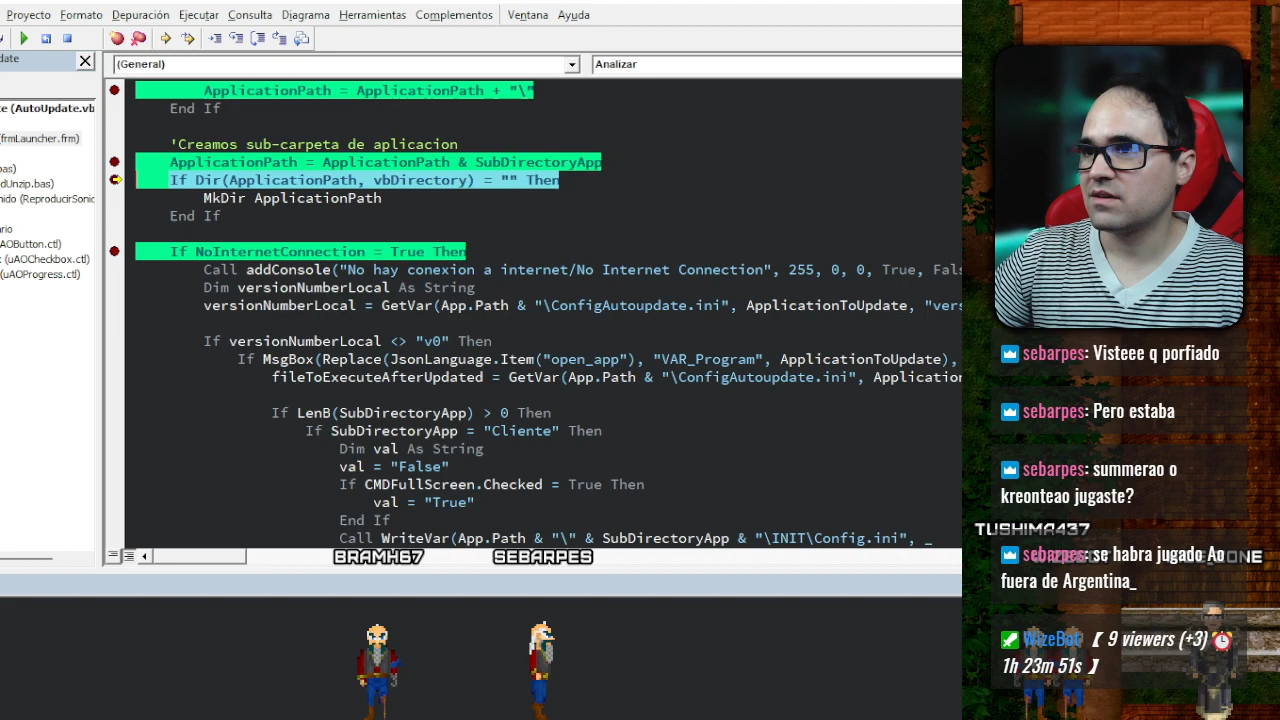 Proyecto Formato Depuración Ejecutar Consulta Diagrama Herramientas Complementos Ventana Ayuda
(General) Analizar
ApplicationPath = ApplicationPath + "\"
End If
'Creamos sub-carpeta de aplicacion
ApplicationPath = ApplicationPath & SubDirectoryApp
If Dir(ApplicationPath, vbDirectory) = "" Then
MkDir ApplicationPath
End If
If NoInternetConnection = True Then
Call addConsole("No hay conexion a internet/No Internet Connection", 255, 0, 0, True, Fals
Dim versionNumberLocal As String
versionNumberLocal = GetVar(App.Path & "\ConfigAutoupdate.ini", ApplicationToUpdate, "vers
If versionNumberLocal <> "v0" Then
If MsgBox(Replace(JsonLanguage.Item("open_app"), "VAR_Program", ApplicationToUpdate),
fileToExecuteAfterUpdated = GetVar(App.Path & "\ConfigAutoupdate.ini", Application
If LenB(SubDirectoryApp) > 0 Then
If SubDirectoryApp = "Cliente" Then
Dim val As String
val = "False"
If CMDFullScreen.Checked = True Then
val = "True"
End If
Call WriteVar(App.Path & "\" & SubDirectoryApp & "\INIT\Config.ini", _
date
te (AutoUpdate.vb
(frmLauncher.frm)
as)
dUnzip.bas)
nido (ReproducirSonic
ario
AOButton.ctl)
(uAOCheckbox.ctl)
uAOProgress.ctl)
BRAMH67 SEBARPES
sebarpes: Visteee q porfiado
sebarpes: Pero estaba
sebarpes: summerao o
kreonteao jugaste?
TUSHIMA437
sebarpes: se habra jugado Ao
fuera de Argentina_
WizeBot 【 9 viewers (+3) ⏰
1h 23m 51s 】